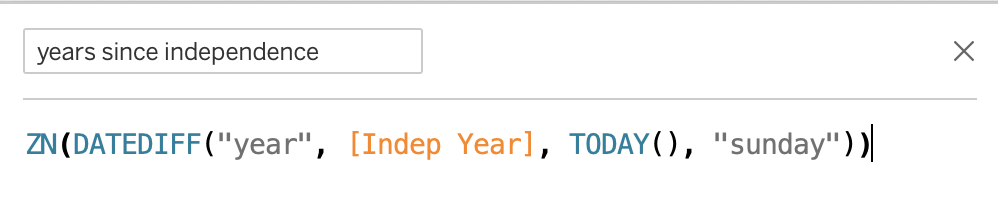 years since independence
ZN(DATEDIFF("year", [Indep Year], TODAY(), "sunday"))